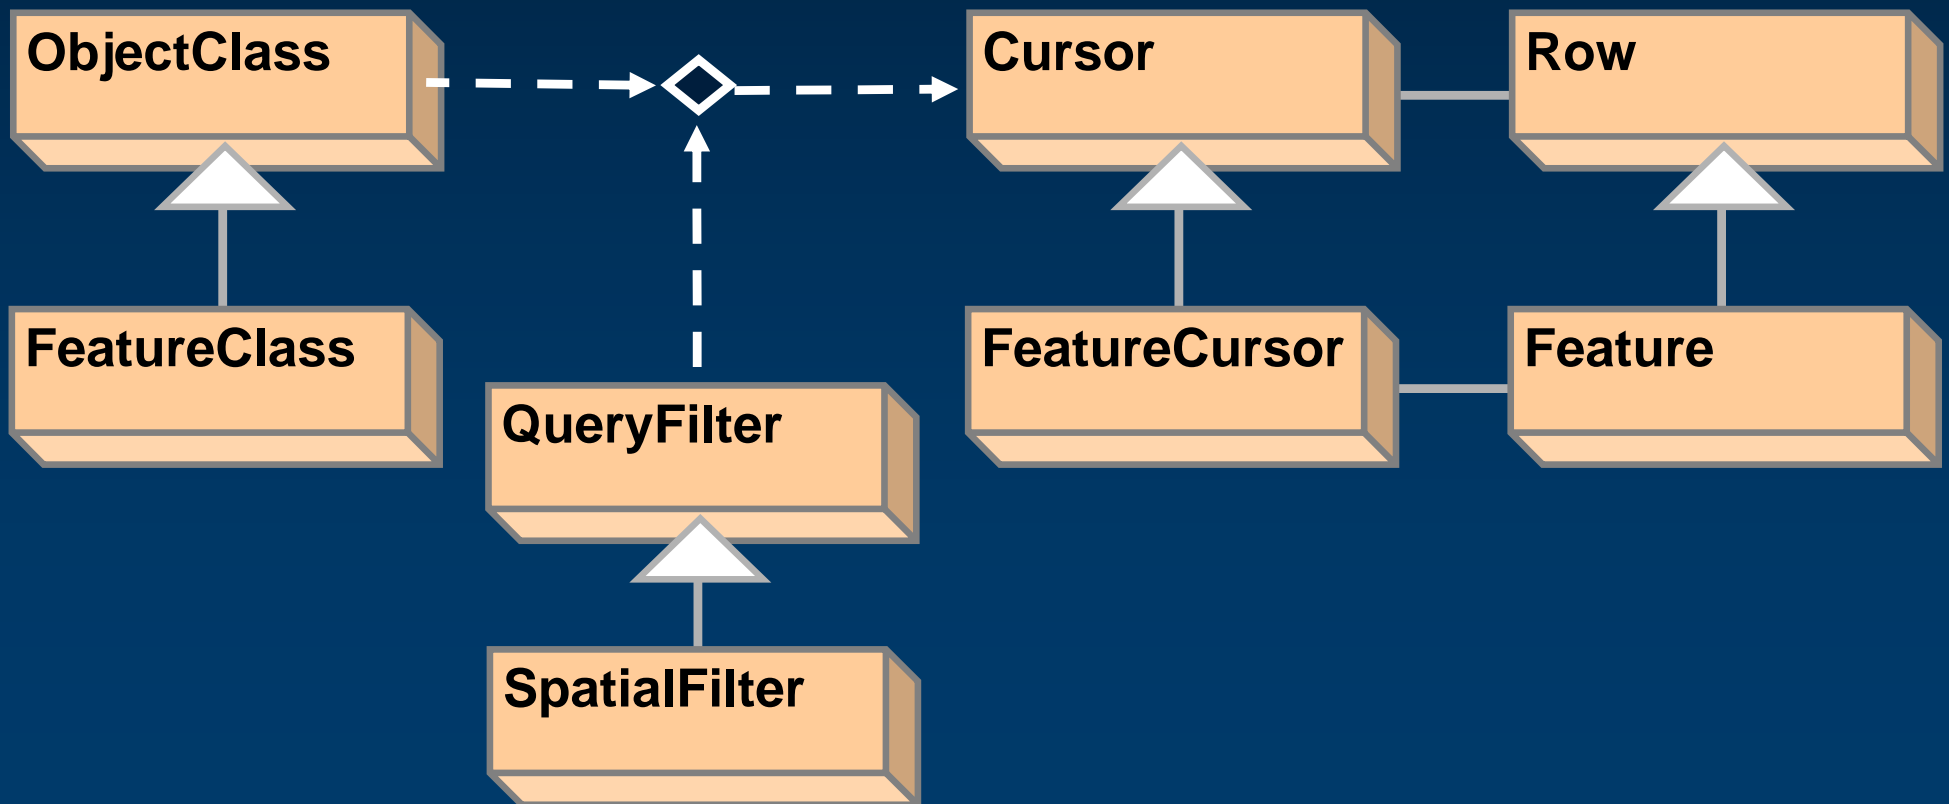 ObjectClass
Cursor
Row
FeatureClass
FeatureCursor
Feature
QueryFilter
SpatialFilter